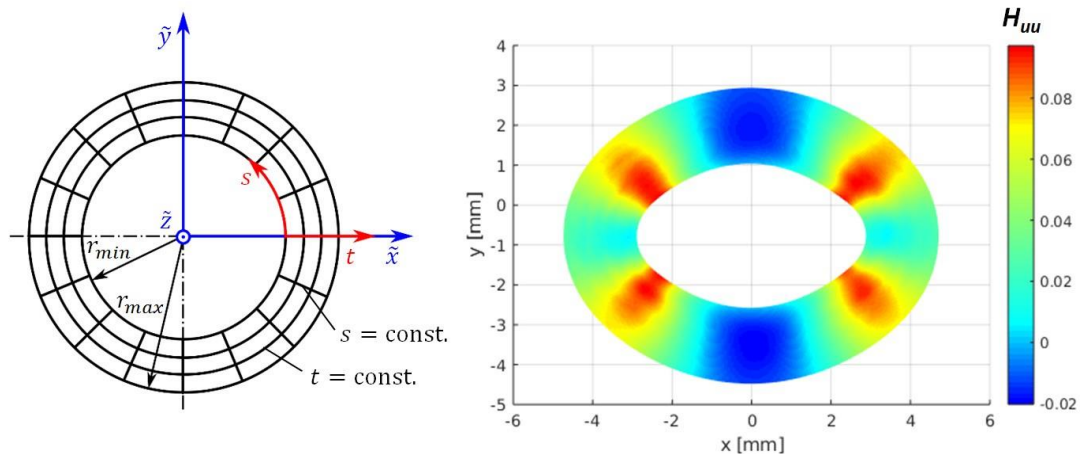 ỹ
s
z̃
r_min
t
x̃
r_max
s = const.
t = const.
H_uu
4
3
2
1
0
-1
-2
-3
-4
-5
y [mm]
-6 -4 -2 0 2 4 6
x [mm]
0.08
0.06
0.04
0.02
0
-0.02